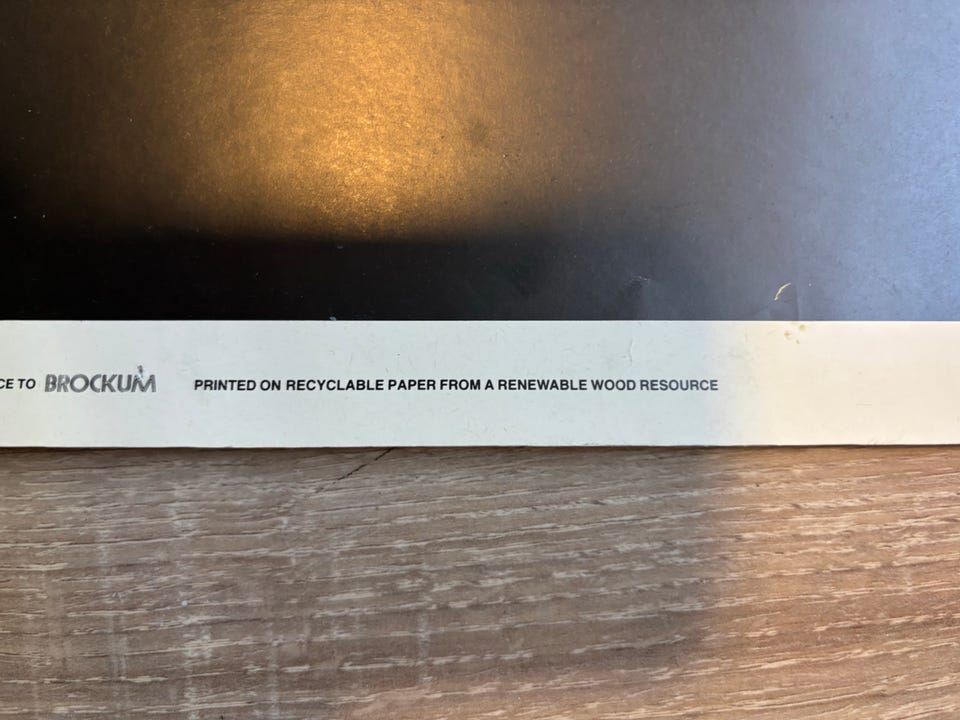 CE TO BROCKUM PRINTED ON RECYCLABLE PAPER FROM A RENEWABLE WOOD RESOURCE